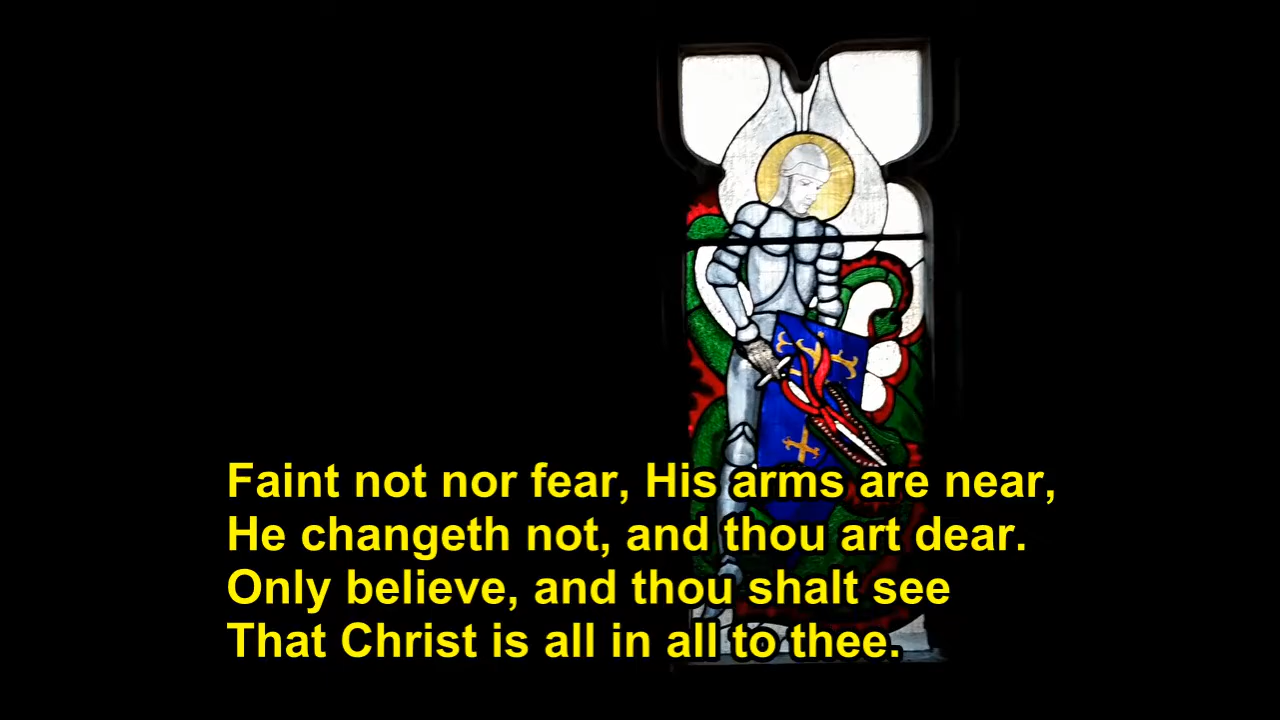 Faint not nor fear, His arms are near,
He changeth not, and thou art dear.
Only believe, and thou shalt see
That Christ is all in all to thee.